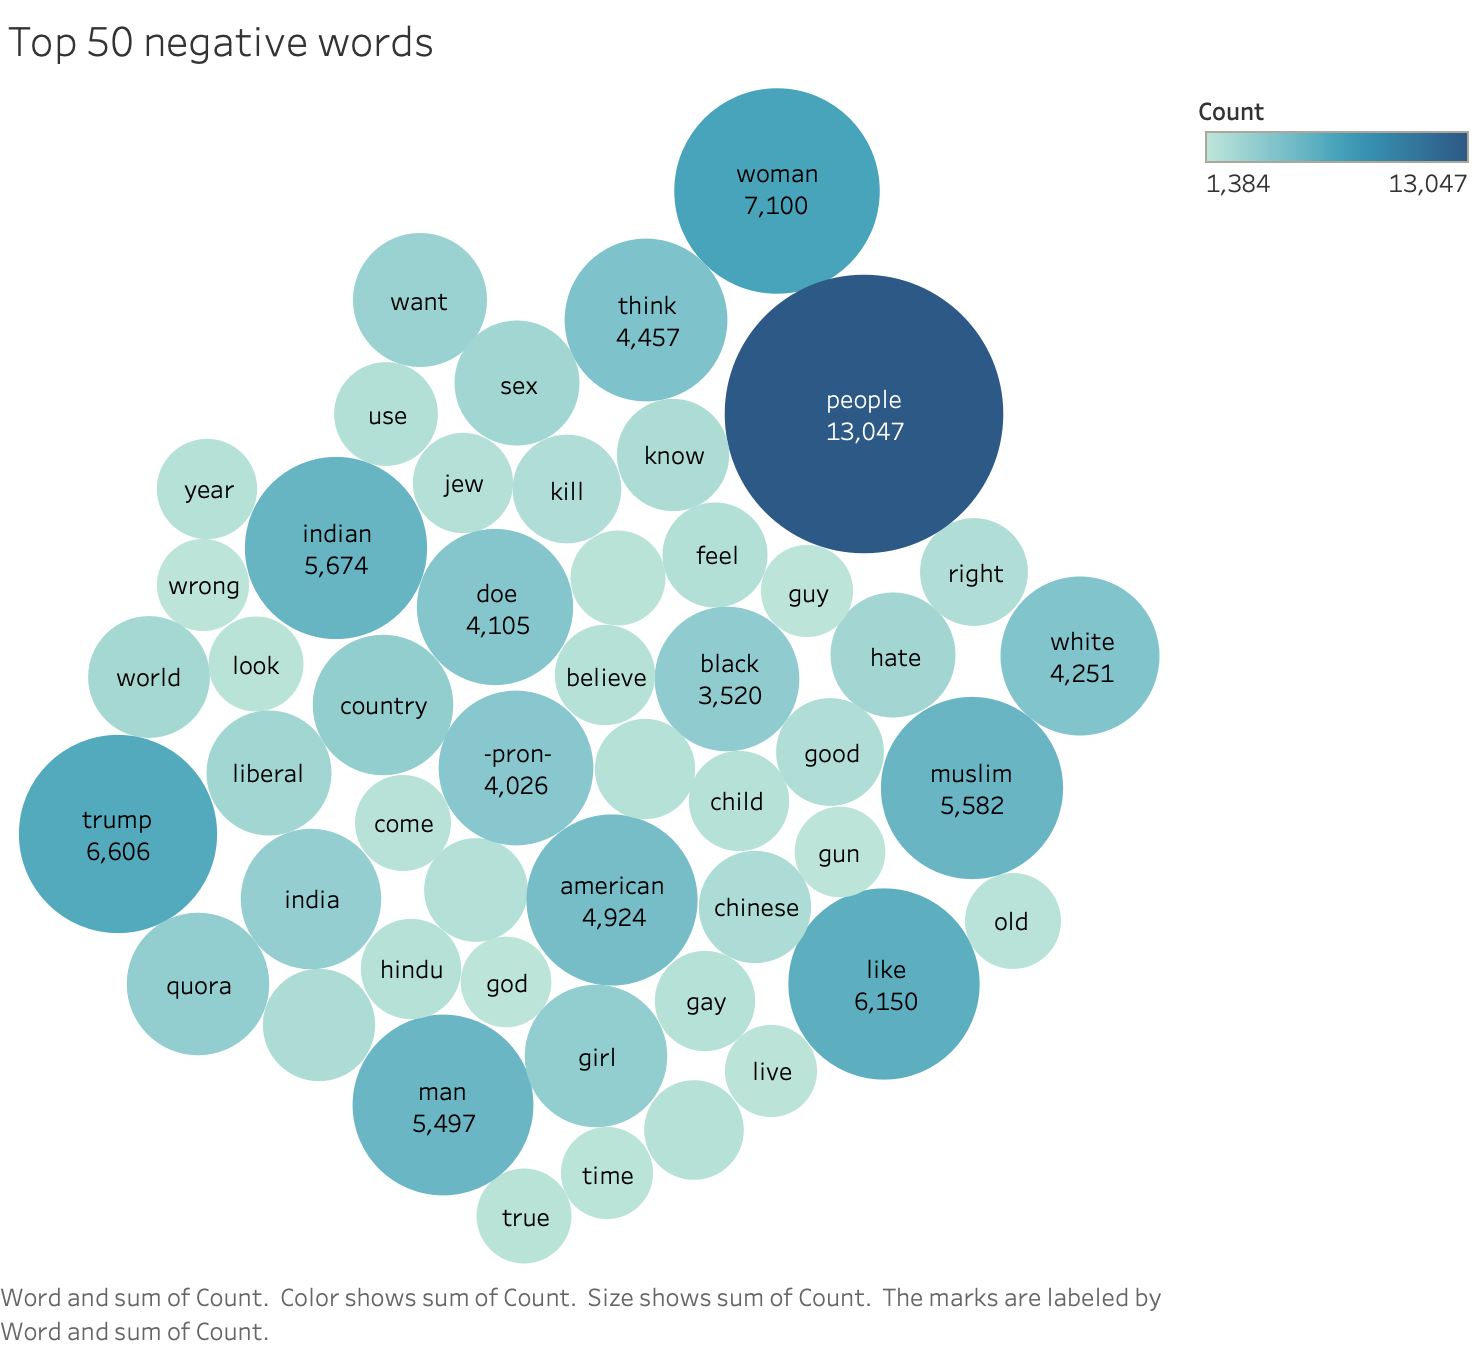 Top 50 negative words
Count
1,384 13,047
woman
7,100
want
think
4,457
people
13,047
sex
use
know
year
jew
kill
indian
5,674
feel
right
wrong
doe
4,105
guy
white
4,251
world
look
country
believe
black
3,520
hate
liberal
-pron-
4,026
good
muslim
5,582
trump
6,606
come
child
gun
india
american
4,924
chinese
old
quora
hindu
god
gay
like
6,150
man
5,497
girl
live
time
true
Word and sum of Count.  Color shows sum of Count.  Size shows sum of Count.  The marks are labeled by
Word and sum of Count.